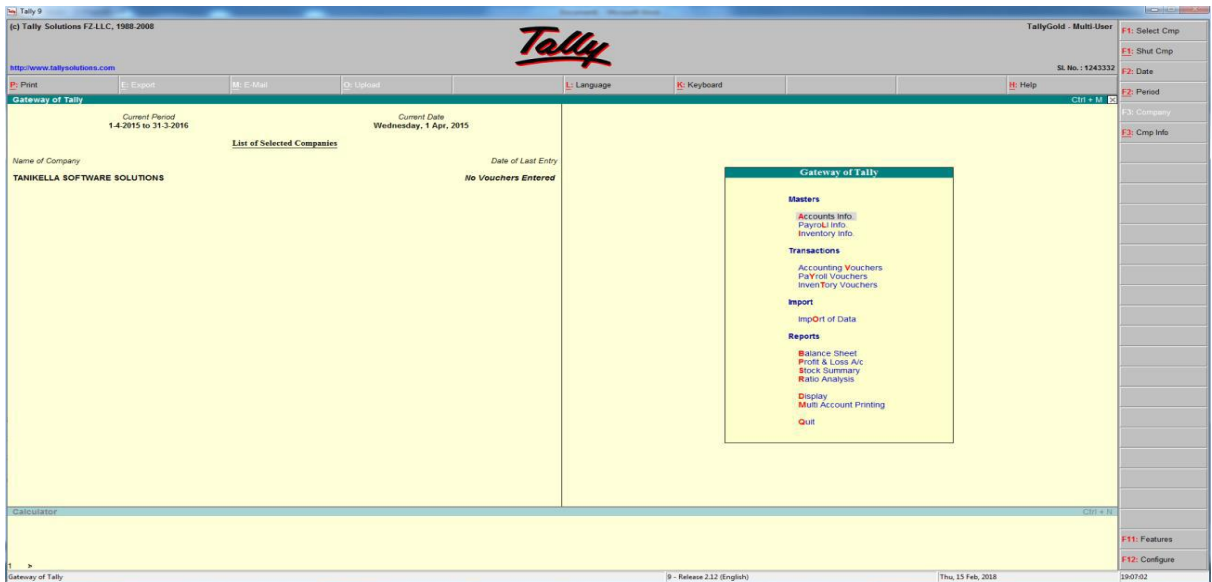 Tally 9
(c) Tally Solutions FZ-LLC, 1988-2008
Tally
TallyGold - Multi-User
http://www.tallysolutions.com
Sl. No. : 1243332
P: Print E: Export M: E-Mail O: Upload L: Language K: Keyboard H: Help
Gateway of Tally Ctrl + M
Current Period Current Date
1-4-2015 to 31-3-2016 Wednesday, 1 Apr, 2015
List of Selected Companies
Name of Company Date of Last Entry
TANIKELLA SOFTWARE SOLUTIONS No Vouchers Entered
Gateway of Tally
Masters
Accounts Info.
PayroLl Info.
Inventory Info.
Transactions
Accounting Vouchers
PaYroll Vouchers
InvenTory Vouchers
Import
ImpOrt of Data
Reports
Balance Sheet
Profit & Loss A/c
Stock Summary
Ratio Analysis
Display
Multi Account Printing
Quit
F1: Select Cmp
F1: Shut Cmp
F2: Date
F2: Period
F3: Company
F3: Cmp Info
F11: Features
F12: Configure
Calculator Ctrl + N
1 >
Gateway of Tally 9 - Release 2.12 (English) Thu, 15 Feb, 2018 19:07:02